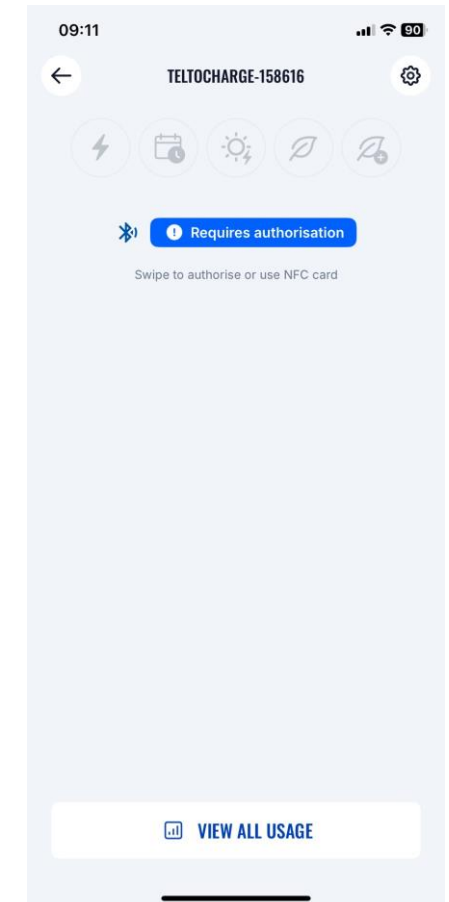 09:11
90
TELTOCHARGE-158616
Requires authorisation
Swipe to authorise or use NFC card
VIEW ALL USAGE